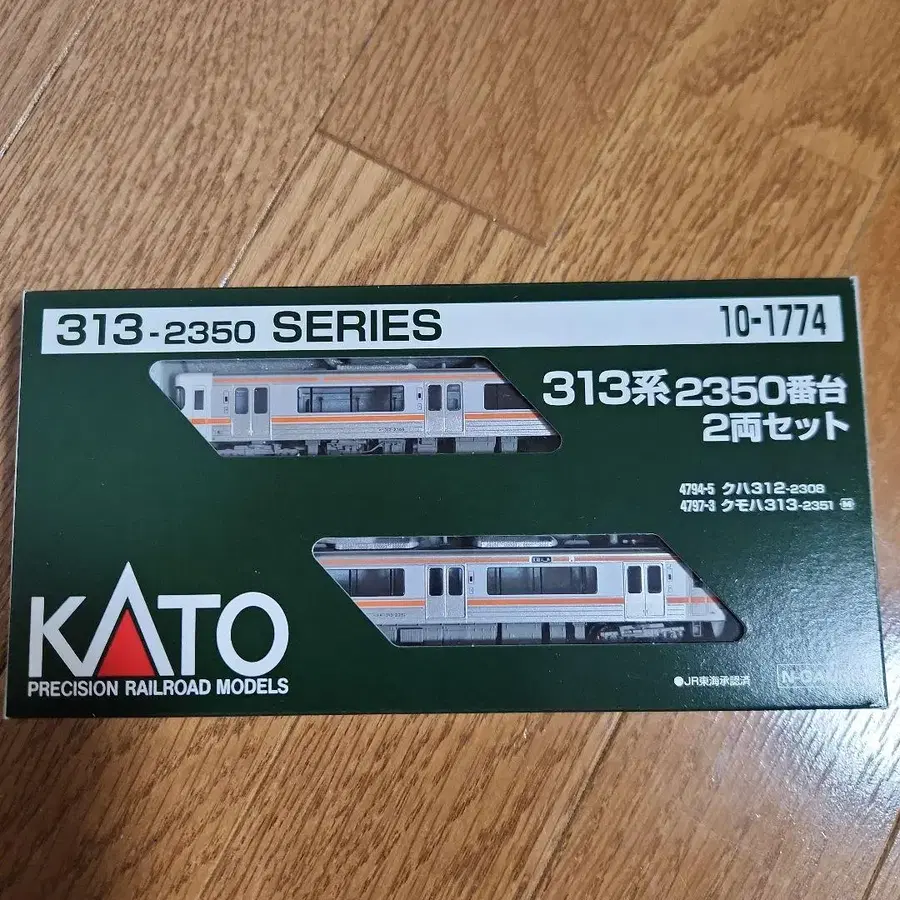 313-2350 SERIES
10-1774
313系 2350番台
2両セット
4794-5 クハ312-2308
4797-3 クモハ313-2351 M
KATO
PRECISION RAILROAD MODELS
●JR東海承認済